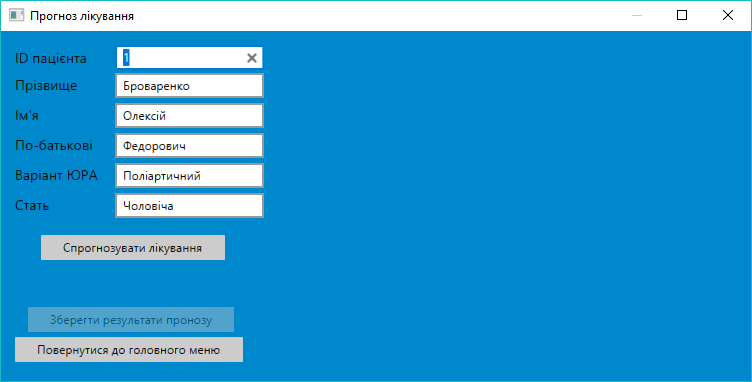 Прогноз лікування
ID пацієнта 1
Прізвище Броваренко
Ім'я Олексій
По-батькові Федорович
Варіант ЮРА Поліартичний
Стать Чоловіча
Спрогнозувати лікування
Зберегти результати пронозу
Повернутися до головного меню